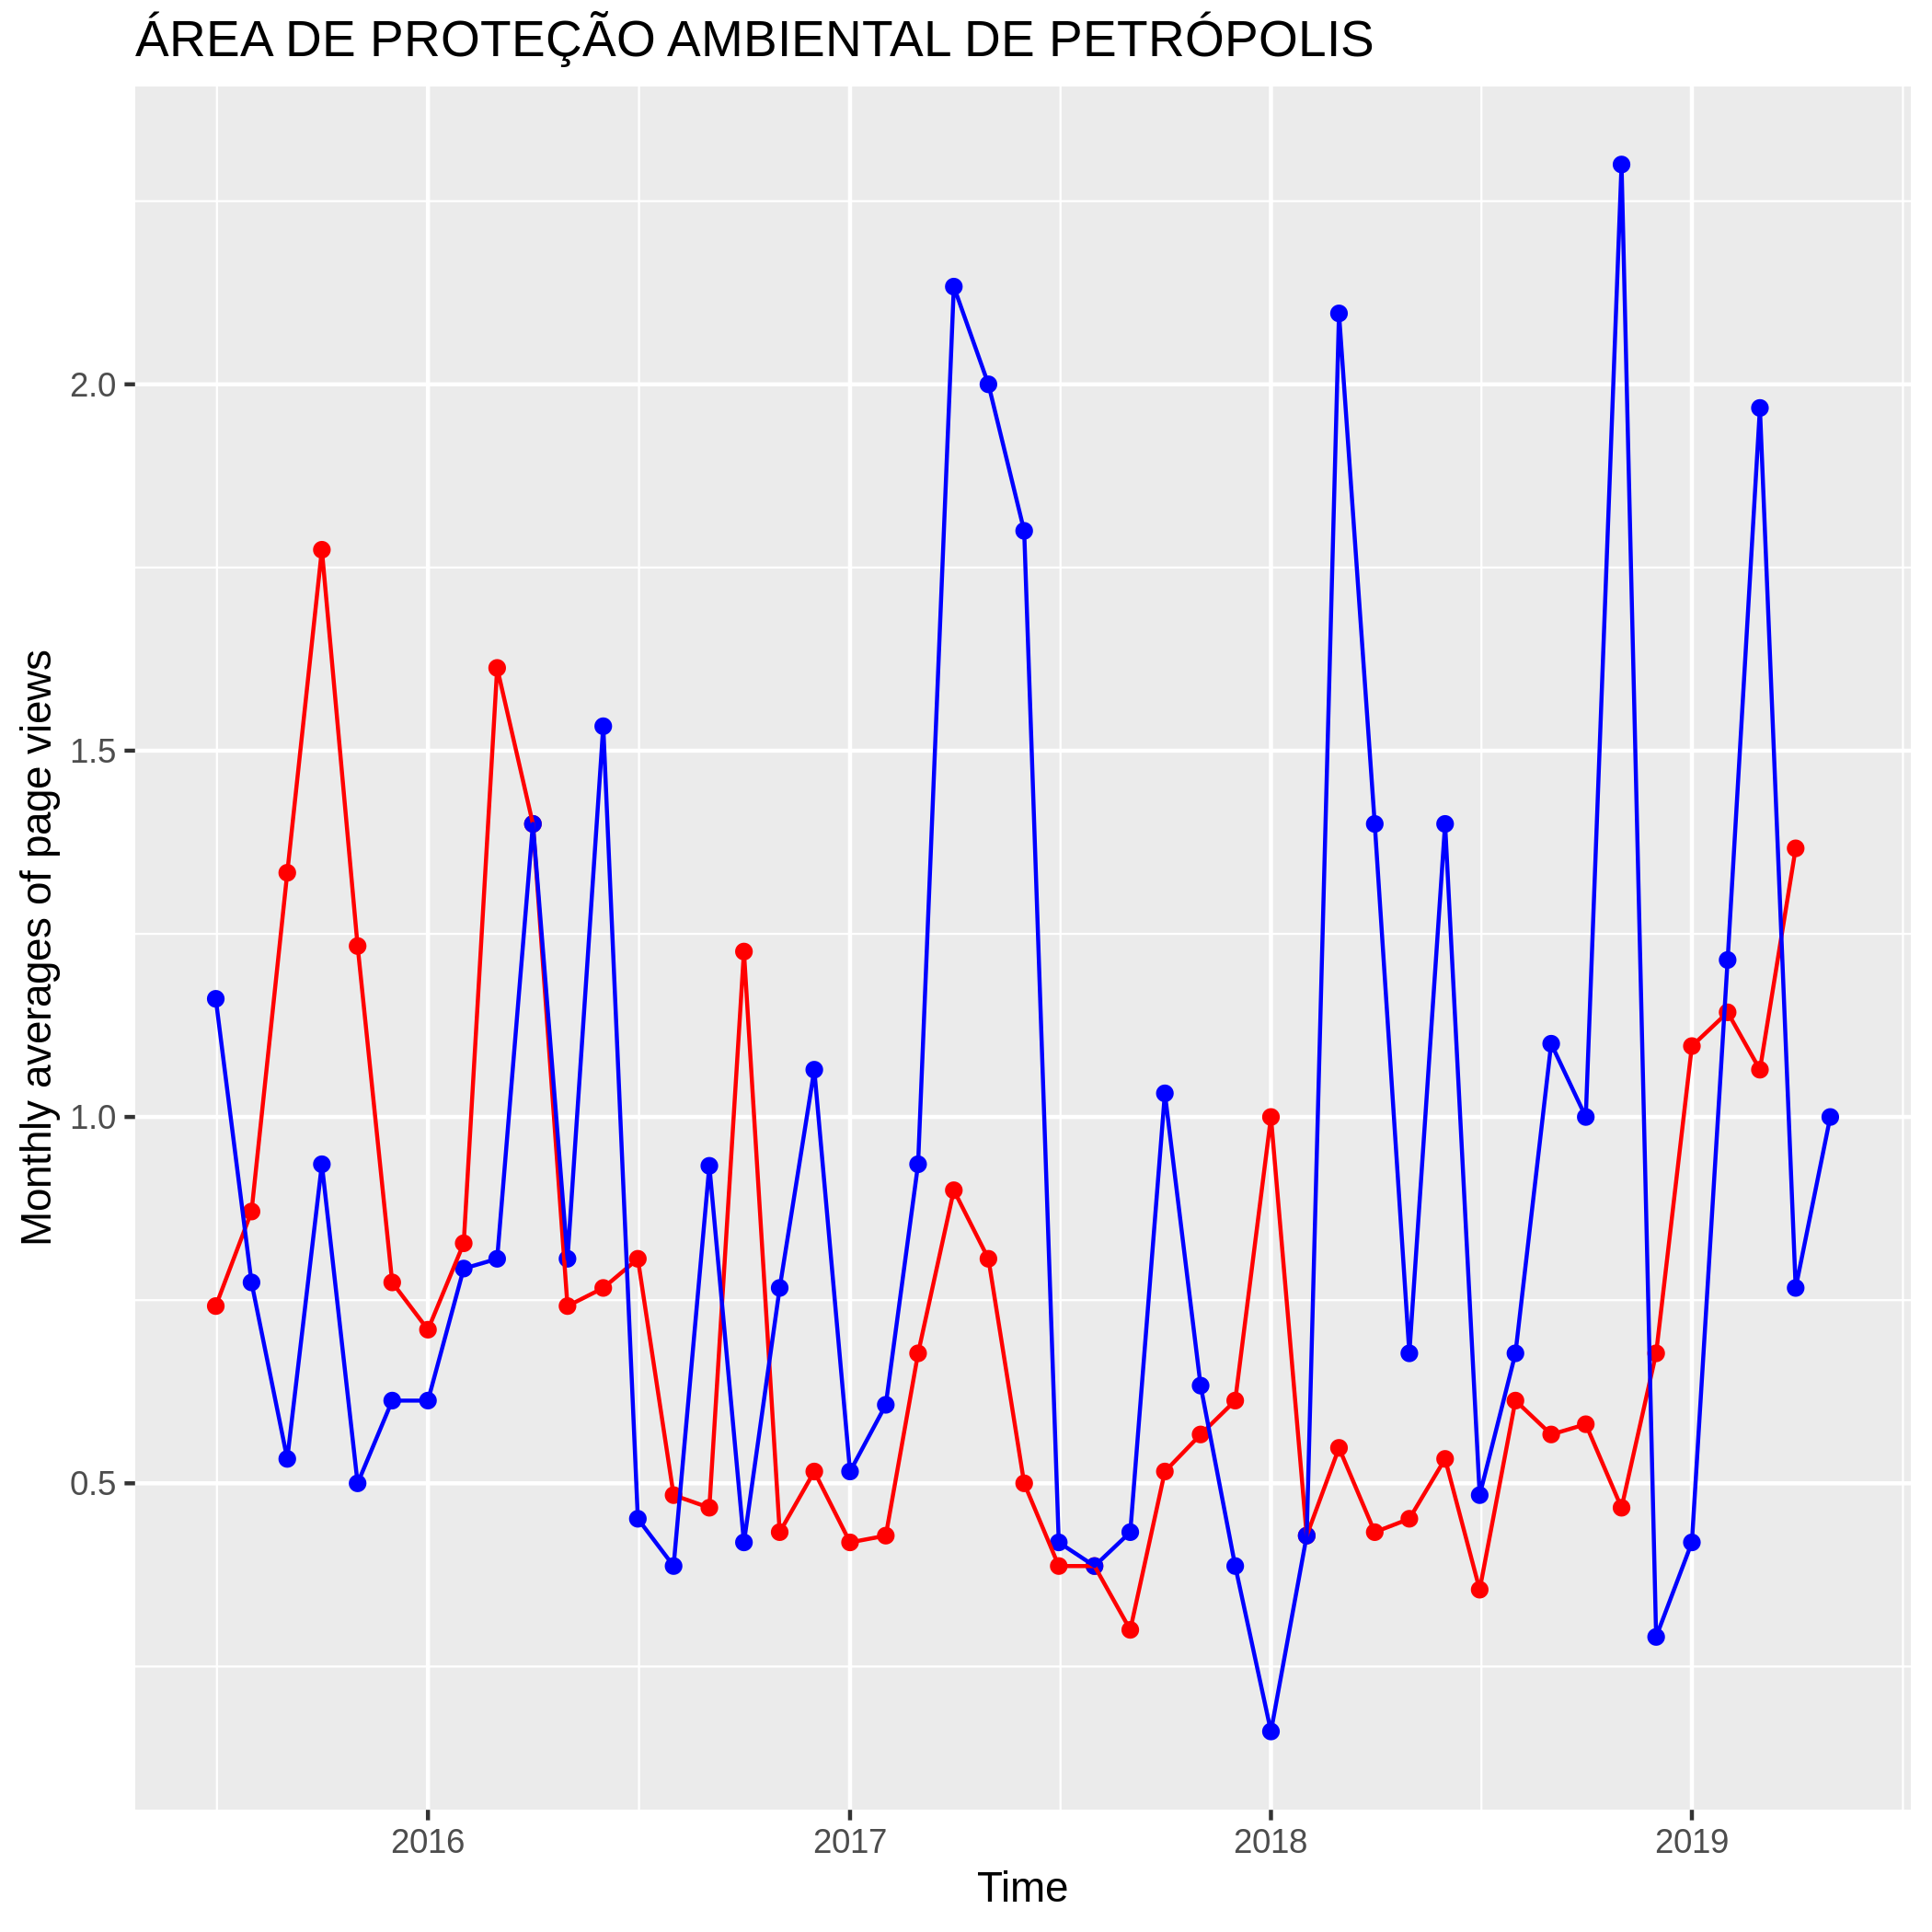 ÁREA DE PROTEÇÃO AMBIENTAL DE PETRÓPOLIS
Monthly averages of page views
2.0
1.5
1.0
0.5
2016
2017
2018
2019
Time